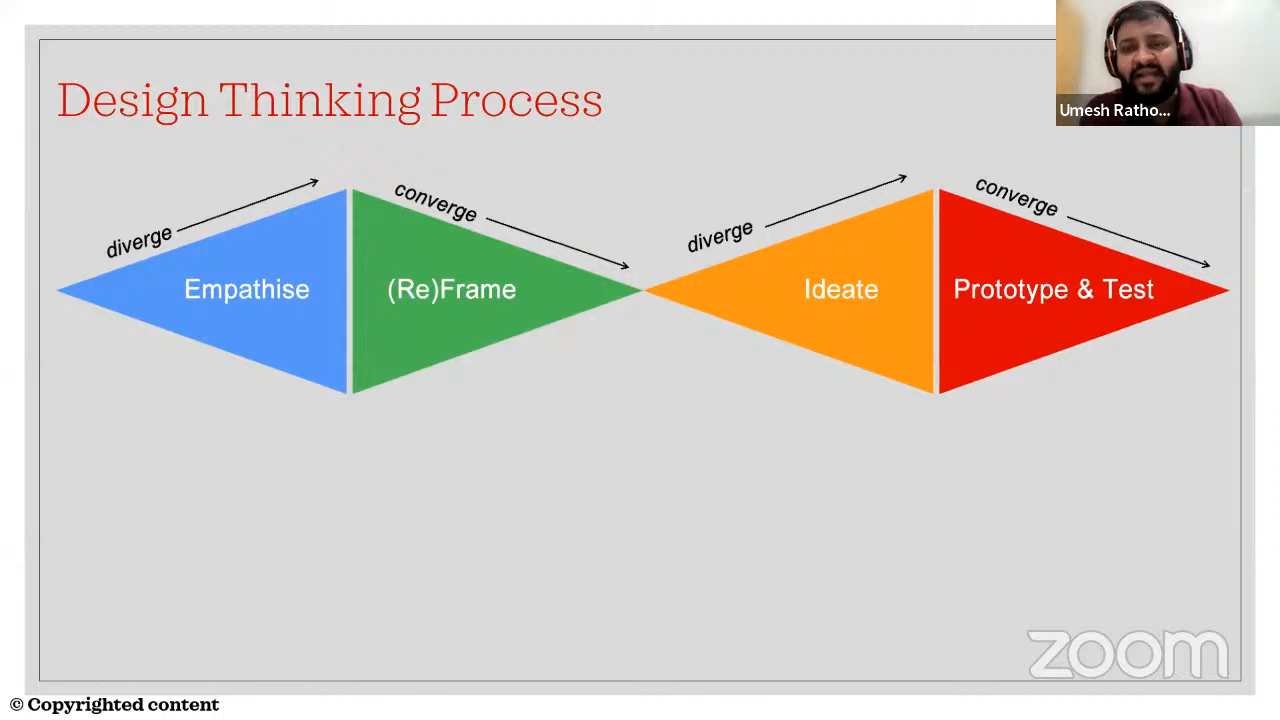 Design Thinking Process
Umesh Ratho...
diverge
converge
diverge
converge
Empathise
(Re)Frame
Ideate
Prototype & Test
zoom
© Copyrighted content